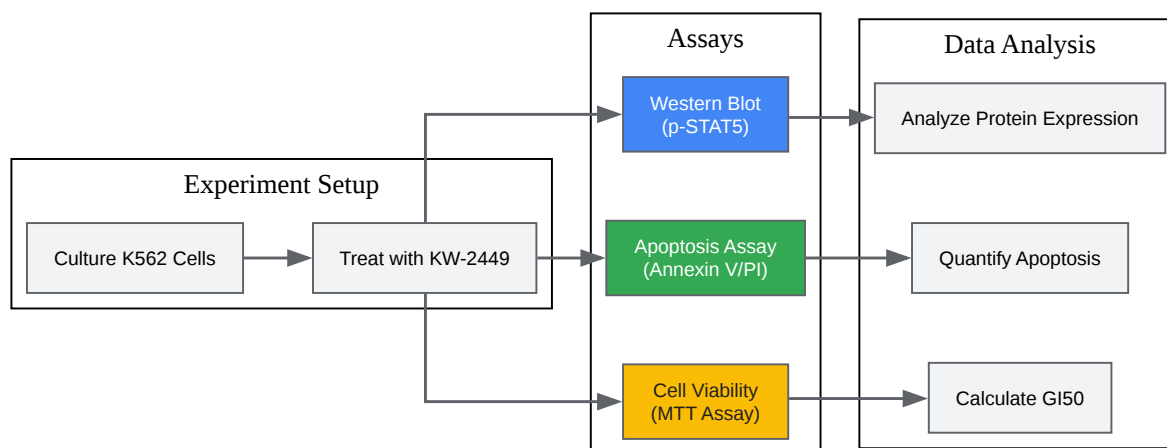 Experiment Setup
Culture K562 Cells
Treat with KW-2449
Assays
Western Blot
(p-STAT5)
Apoptosis Assay
(Annexin V/PI)
Cell Viability
(MTT Assay)
Data Analysis
Analyze Protein Expression
Quantify Apoptosis
Calculate GI50